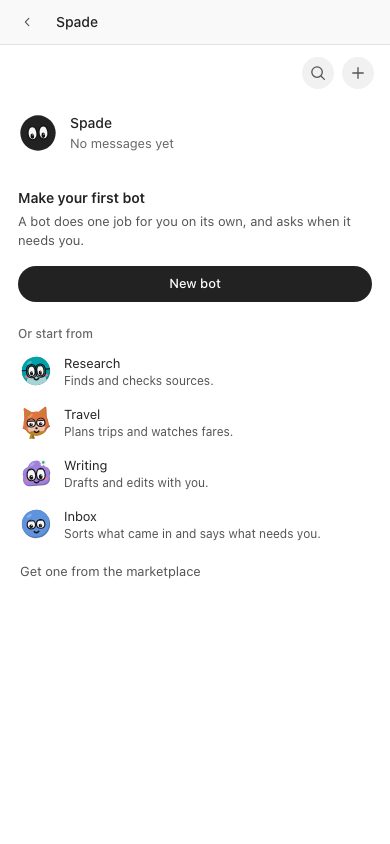 Spade
Spade
No messages yet
Make your first bot
A bot does one job for you on its own, and asks when it
needs you.
New bot
Or start from
Research
Finds and checks sources.
Travel
Plans trips and watches fares.
Writing
Drafts and edits with you.
Inbox
Sorts what came in and says what needs you.
Get one from the marketplace